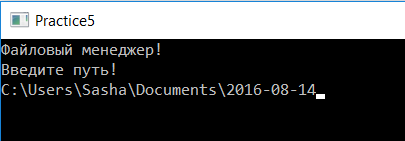 Practice5
Файловый менеджер!
Введите путь!
C:\Users\Sasha\Documents\2016-08-14